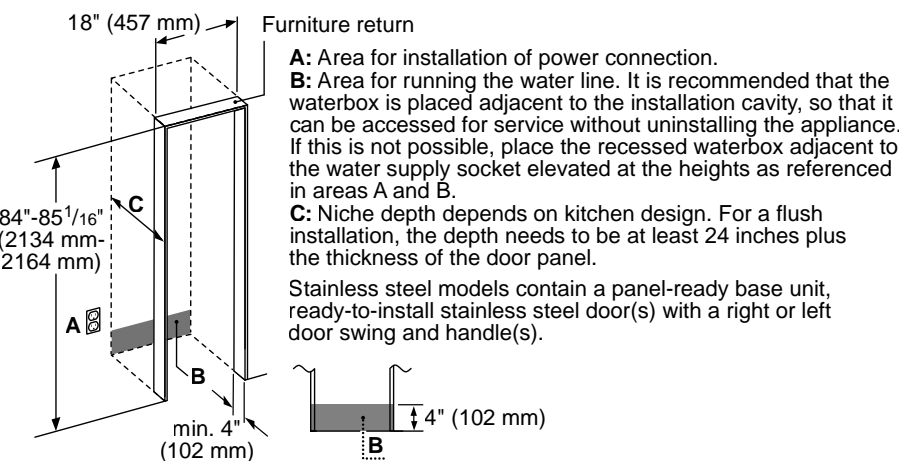 18" (457 mm)
Furniture return
A: Area for installation of power connection.
B: Area for running the water line. It is recommended that the
waterbox is placed adjacent to the installation cavity, so that it
can be accessed for service without uninstalling the appliance.
If this is not possible, place the recessed waterbox adjacent to
the water supply socket elevated at the heights as referenced
in areas A and B.
C: Niche depth depends on kitchen design. For a flush
installation, the depth needs to be at least 24 inches plus
the thickness of the door panel.
Stainless steel models contain a panel-ready base unit,
ready-to-install stainless steel door(s) with a right or left
door swing and handle(s).
C
84"-85 1/16"
(2134 mm-
2164 mm)
A
B
min. 4"
(102 mm)
4" (102 mm)
B